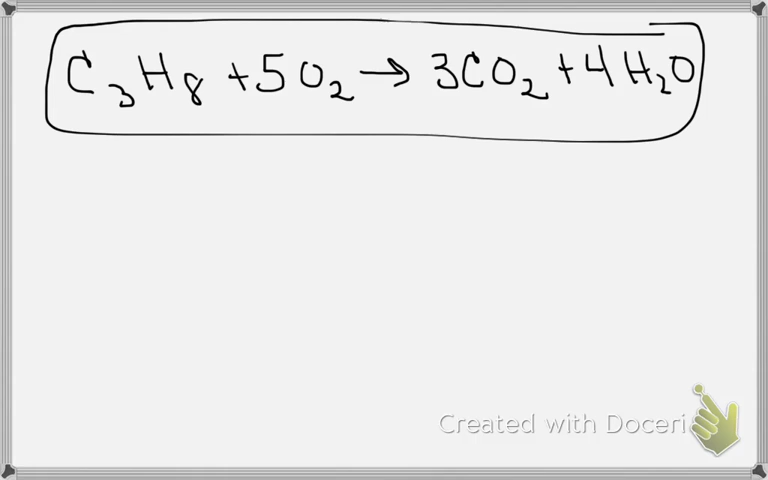 C₃H₈ + 5O₂ → 3CO₂ + 4H₂O
Created with Doceri